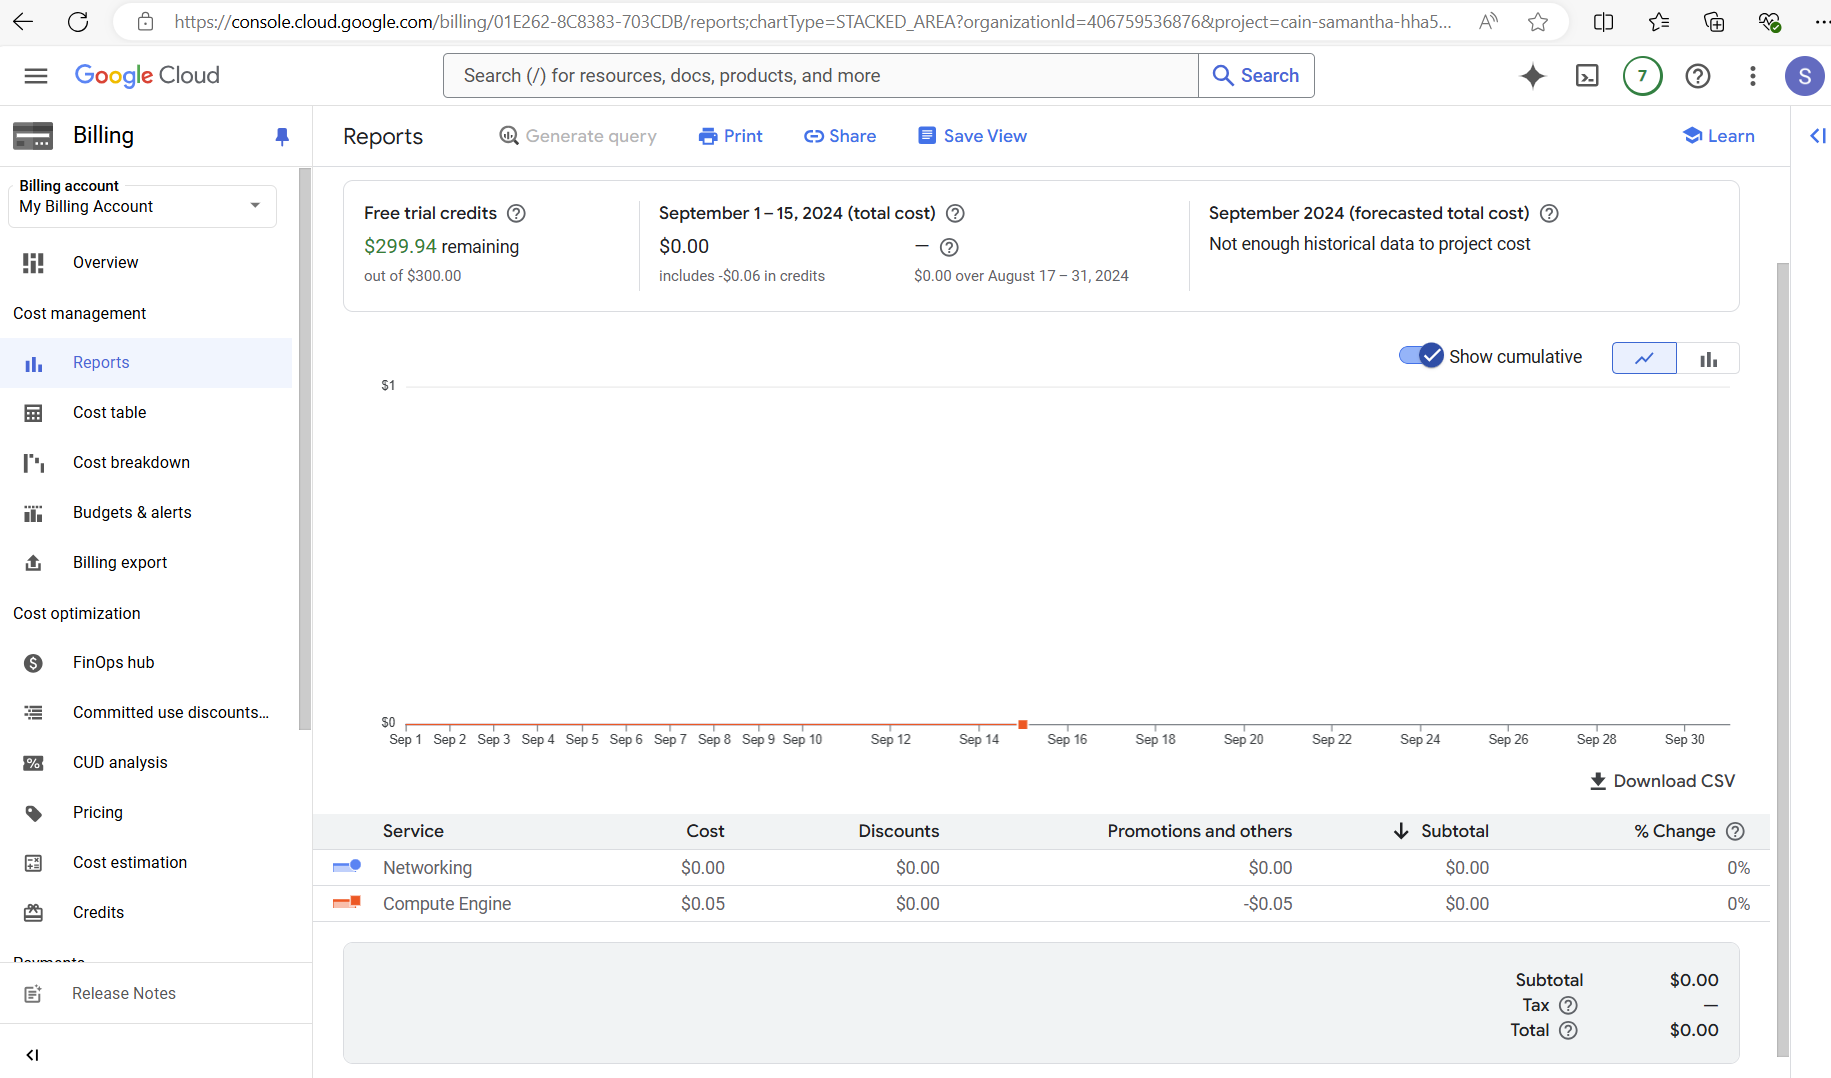 https://console.cloud.google.com/billing/01E262-8C8383-703CDB/reports;chartType=STACKED_AREA?organizationId=406759536876&project=cain-samantha-hha5...
Google Cloud
Search (/) for resources, docs, products, and more
Search
7
S
Billing
Reports
Generate query
Print
Share
Save View
Learn
Billing account
My Billing Account
Overview
Cost management
Reports
Cost table
Cost breakdown
Budgets & alerts
Billing export
Cost optimization
FinOps hub
Committed use discounts...
CUD analysis
Pricing
Cost estimation
Credits
Payments
Release Notes
Free trial credits
$299.94 remaining
out of $300.00
September 1 – 15, 2024 (total cost)
$0.00
includes -$0.06 in credits
—
$0.00 over August 17 – 31, 2024
September 2024 (forecasted total cost)
Not enough historical data to project cost
Show cumulative
$1
$0
Sep 1 Sep 2 Sep 3 Sep 4 Sep 5 Sep 6 Sep 7 Sep 8 Sep 9 Sep 10 Sep 12 Sep 14 Sep 16 Sep 18 Sep 20 Sep 22 Sep 24 Sep 26 Sep 28 Sep 30
Download CSV
Service Cost Discounts Promotions and others Subtotal % Change
Networking $0.00 $0.00 $0.00 $0.00 0%
Compute Engine $0.05 $0.00 -$0.05 $0.00 0%
Subtotal $0.00
Tax —
Total $0.00